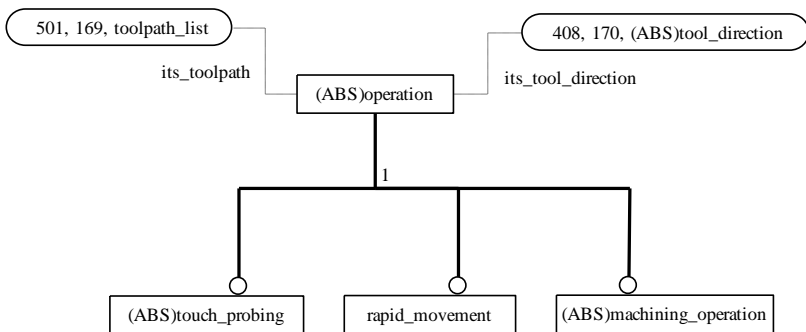 501, 169, toolpath_list
408, 170, (ABS)tool_direction
its_toolpath
its_tool_direction
(ABS)operation
1
(ABS)touch_probing
rapid_movement
(ABS)machining_operation